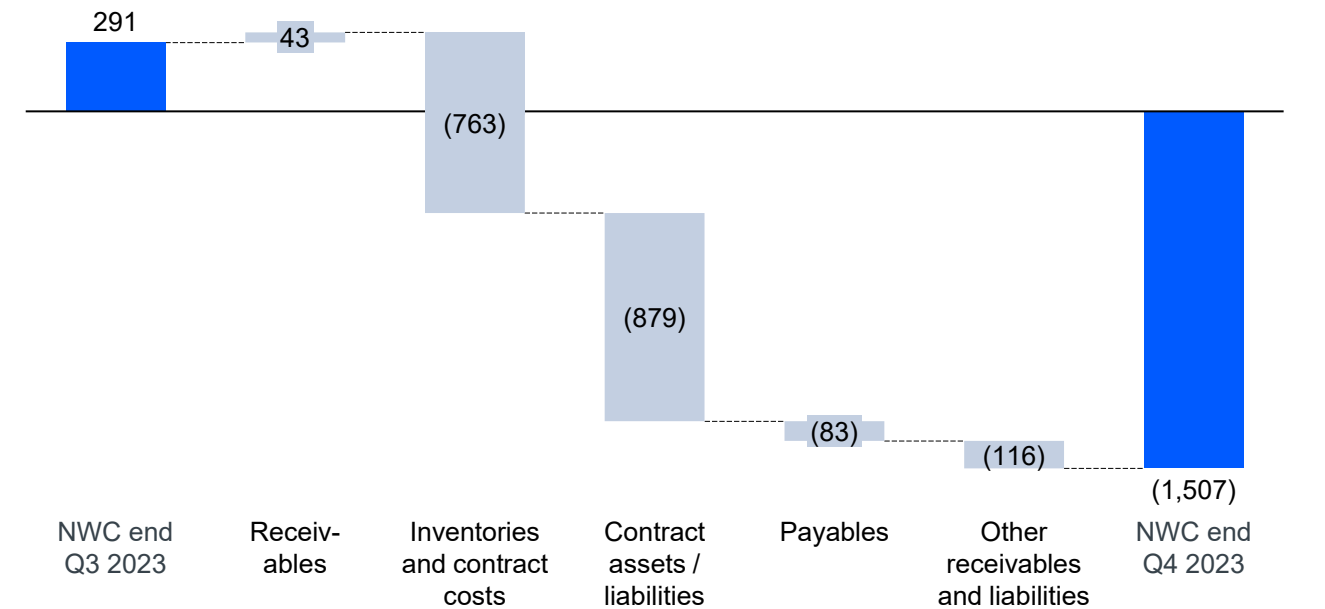 291
43
(763)
(879)
(83)
(116)
(1,507)
NWC end
Q3 2023
Receiv-
ables
Inventories
and contract
costs
Contract
assets /
liabilities
Payables
Other
receivables
and liabilities
NWC end
Q4 2023